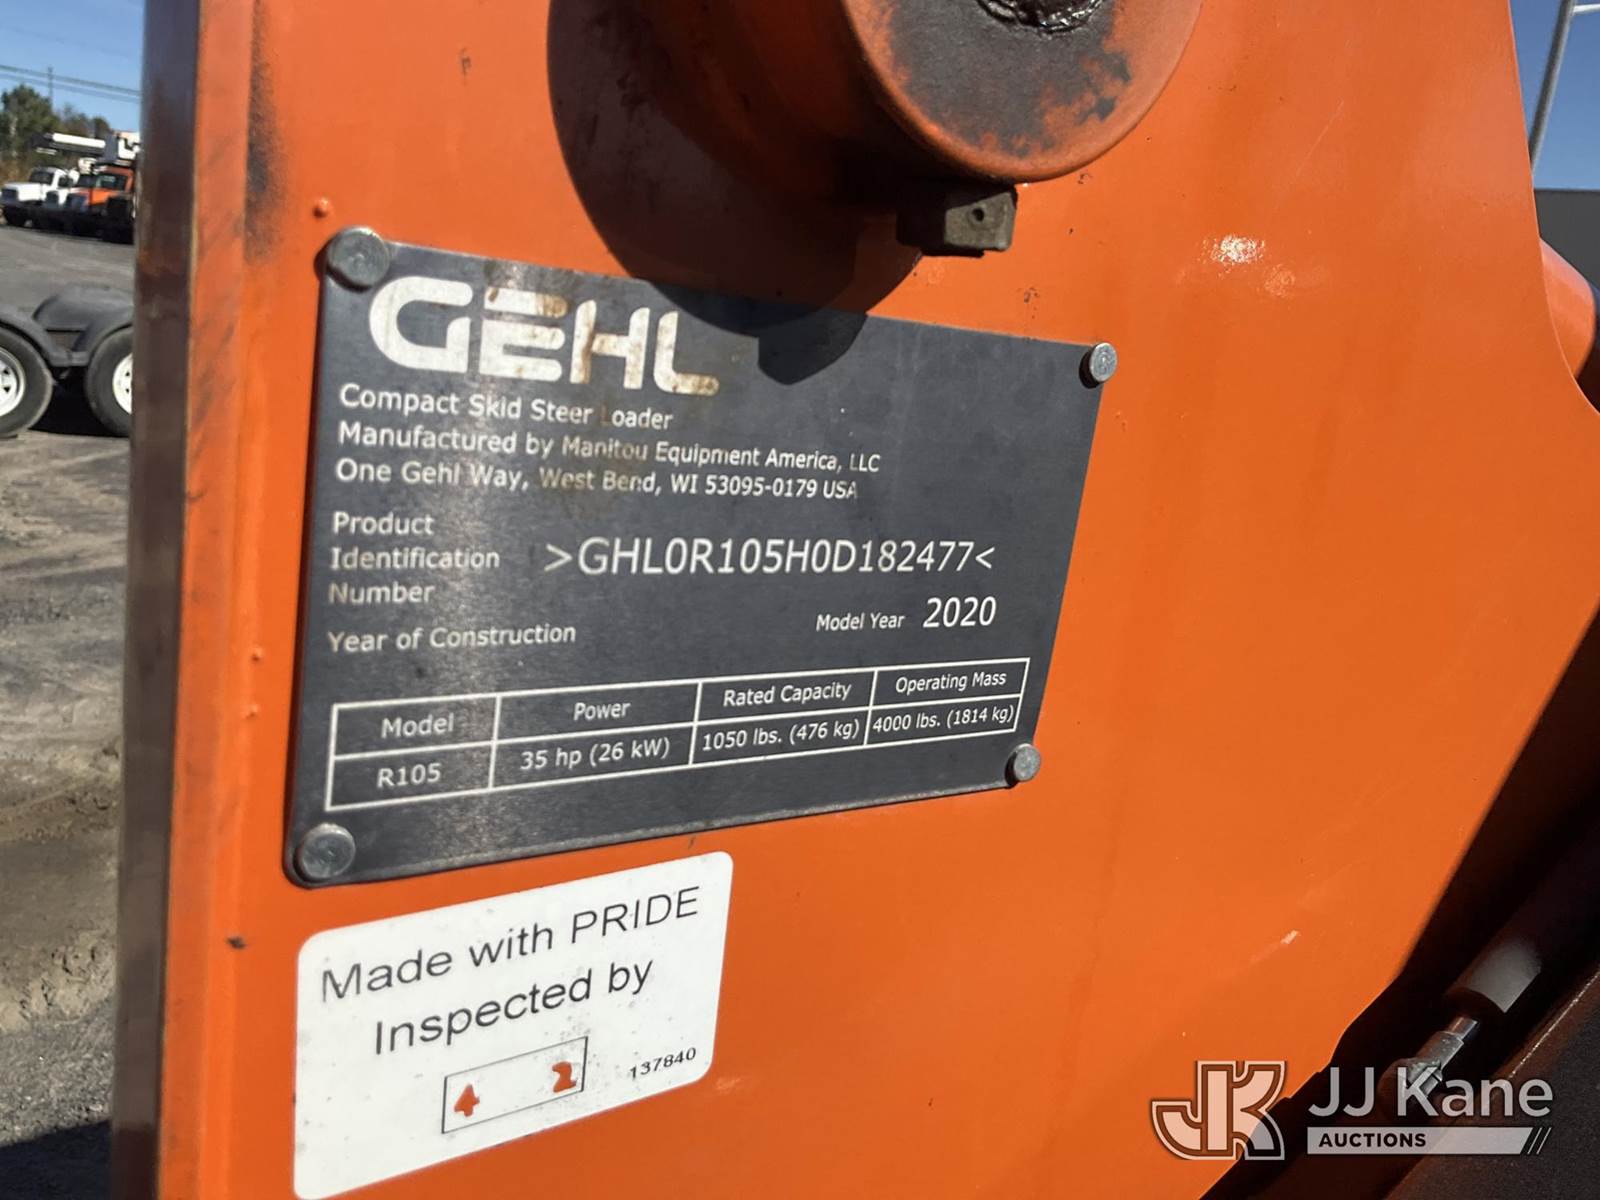 GEHL
Compact Skid Steer Loader
Manufactured by Manitou Equipment America, LLC
One Gehl Way, West Bend, WI 53095-0179 USA
Product
Identification
Number
>GHL0R105H0D182477<
Year of Construction
Model Year 2020
Model Power Rated Capacity Operating Mass
R105 35 hp (26 kW) 1050 lbs. (476 kg) 4000 lbs. (1814 kg)
Made with PRIDE
Inspected by
4 2
137840
JK JJ Kane
AUCTIONS